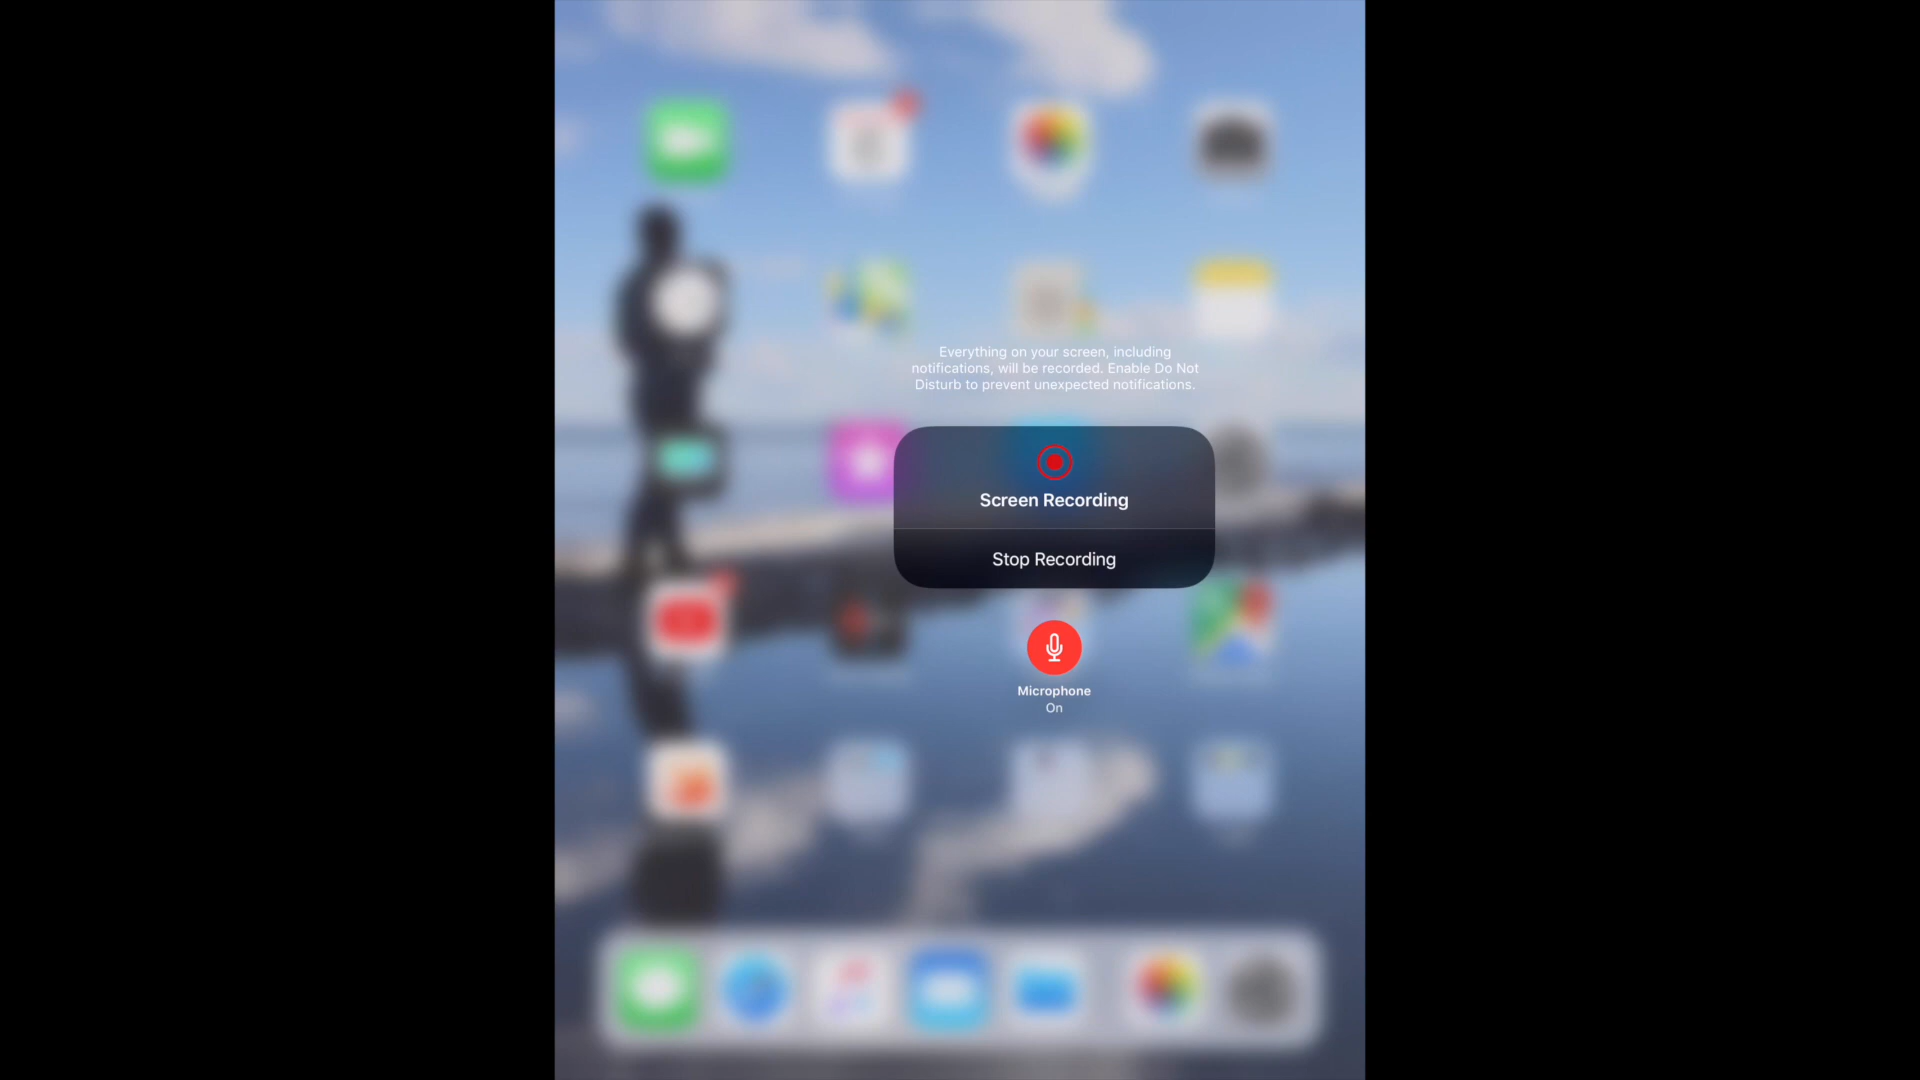 Everything on your screen, including
notifications, will be recorded. Enable Do Not
Disturb to prevent unexpected notifications.
Screen Recording
Stop Recording
Microphone
On